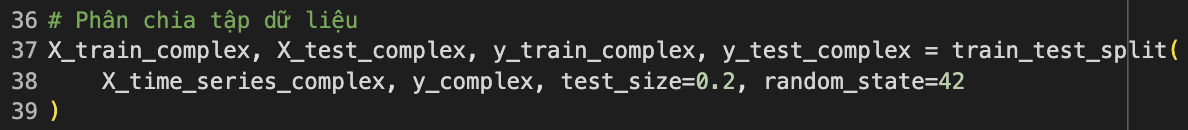 36 # Phân chia tập dữ liệu
37 X_train_complex, X_test_complex, y_train_complex, y_test_complex = train_test_split(
38     X_time_series_complex, y_complex, test_size=0.2, random_state=42
39 )